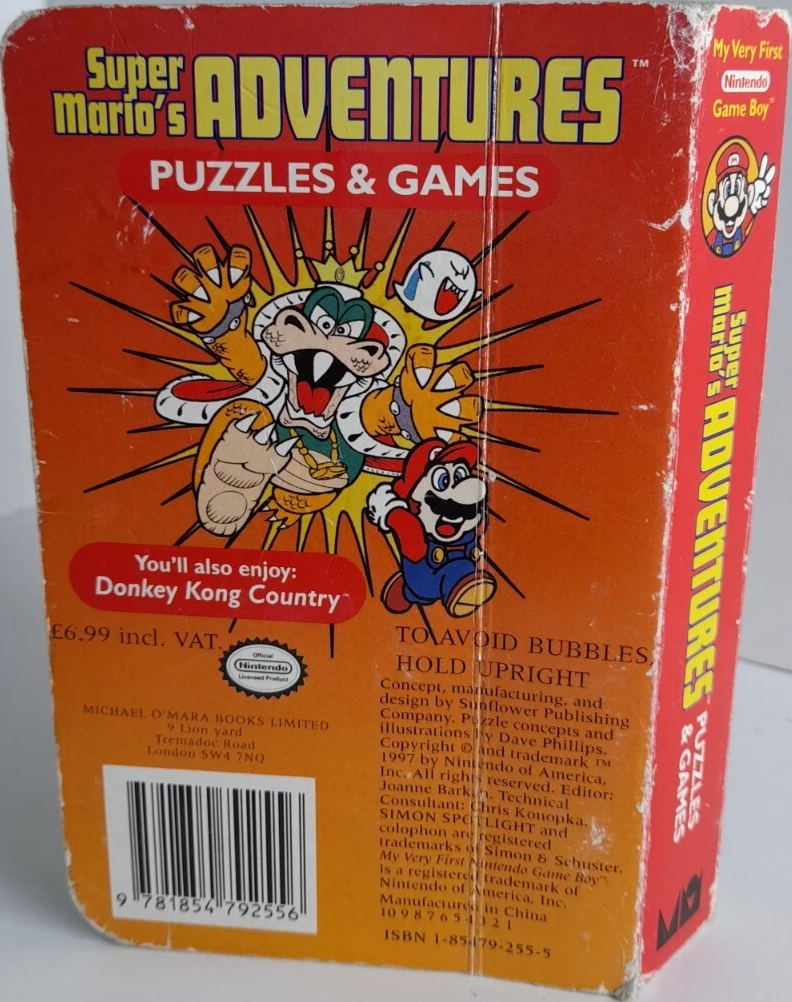 Super
Mario's ADVENTURES™
PUZZLES & GAMES
You'll also enjoy:
Donkey Kong Country™
£6.99 incl. VAT.
Official
Nintendo
Licensed Product
MICHAEL O'MARA BOOKS LIMITED
9 Lion yard
Tremadoc Road
London SW4 7NQ
9 781854 792556
TO AVOID BUBBLES,
HOLD UPRIGHT
Concept, manufacturing, and
design by Sunflower Publishing
Company. Puzzle concepts and
illustrations by Dave Phillips.
Copyright © and trademark ™
1997 by Nintendo of America,
Inc. All rights reserved. Editor:
Joanne Barkan. Technical
Consultant: Chris Konopka.
SIMON SPOTLIGHT and
colophon are registered
trademarks of Simon & Schuster.
My Very First Nintendo Game Boy™
is a registered trademark of
Nintendo of America, Inc.
Manufactured in China
10 9 8 7 6 5 4 3 2 1
ISBN 1-85479-255-5
My Very First
Nintendo
Game Boy™
Super
Mario's ADVENTURES™
PUZZLES
& GAMES